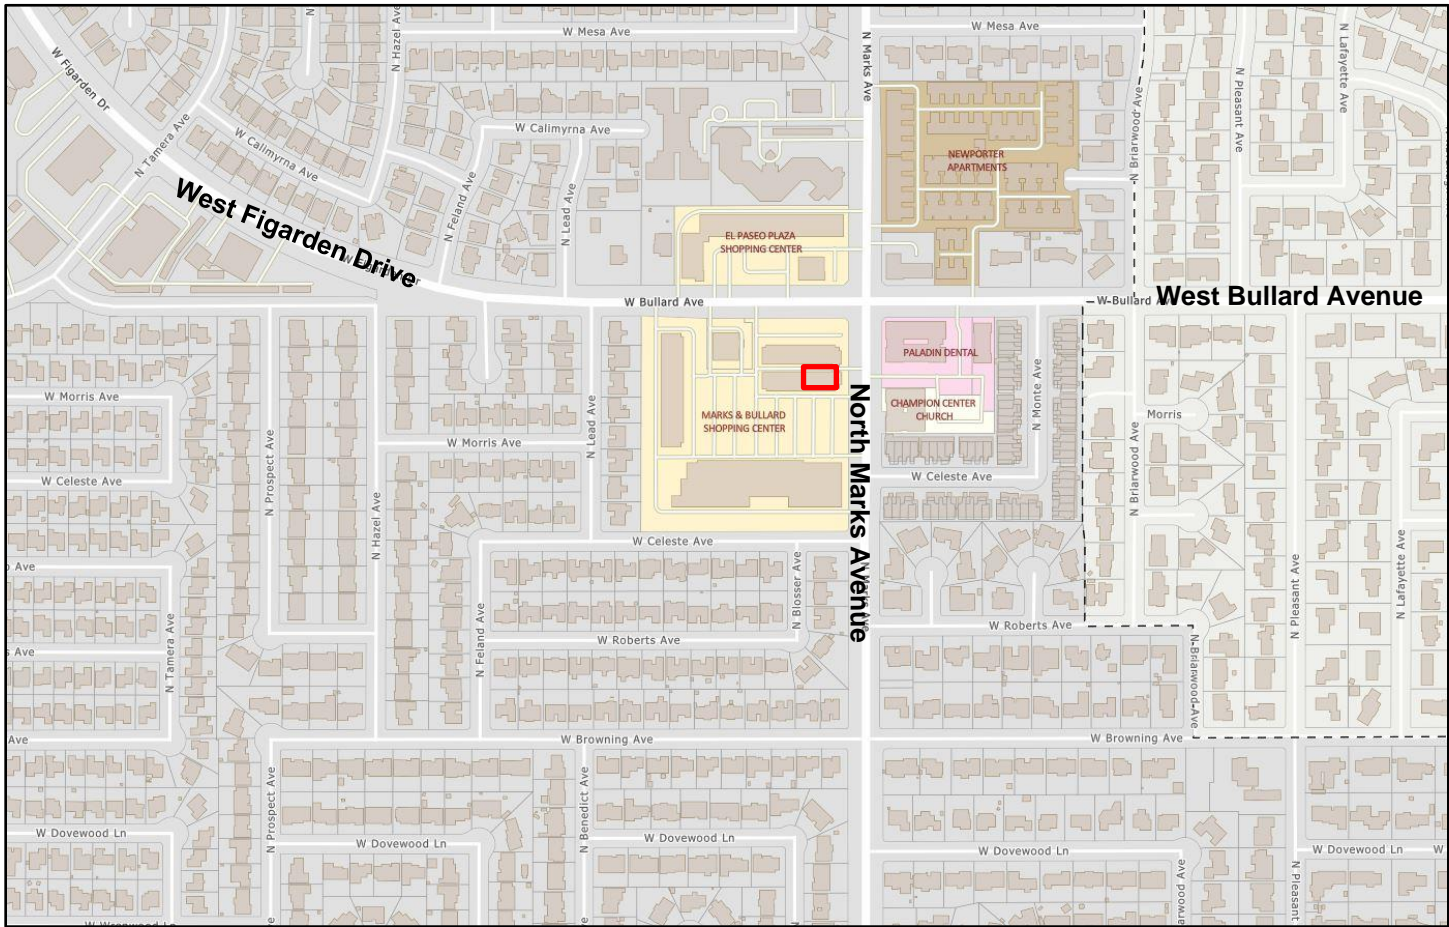 W Mesa Ave
W Mesa Ave
N Hazel Ave
N
N Marks Ave
N Pleasant Ave
N Lafayette Ave
W Figarden Dr
N Tamera Ave
W Calimyrna Ave
W Calimyrna Ave
N Briarwood Ave
NEWPORTER
APARTMENTS
West Figarden Drive
N Feland Ave
N Lead Ave
EL PASEO PLAZA
SHOPPING CENTER
W Bullard Ave
W Bullard Av
West Bullard Avenue
PALADIN DENTAL
N Monte Ave
CHAMPION CENTER
CHURCH
North Marks Avenue
MARKS & BULLARD
SHOPPING CENTER
W Morris Ave
W Morris Ave
Morris
N Lead Ave
N Prospect Ave
N Hazel Ave
W Celeste Ave
W Celeste Ave
N Briarwood Ave
W Celeste Ave
Ave
N Blosser Ave
N Pleasant Ave
N Lafayette Ave
N Feland Ave
W Roberts Ave
W Roberts Ave
N Tamera Ave
s Ave
N Briarwood Ave
Ave
W Browning Ave
W Browning Ave
N Prospect Ave
N Benedict Ave
W Dovewood Ln
W Dovewood Ln
W Dovewood Ln
W Dovewood Ln
W Dovewood Ln
W
N Pleasant
arwood Ave